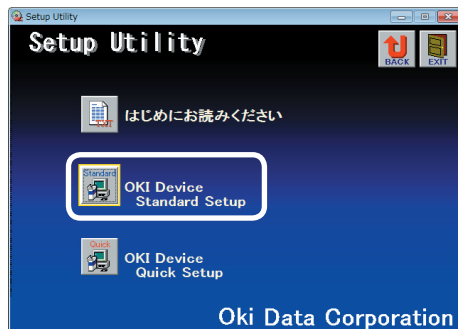 Setup Utility
Setup Utility
BACK
EXIT
TEXT
はじめにお読みください
Standard
OKI Device
Standard Setup
Quick
OKI Device
Quick Setup
Oki Data Corporation